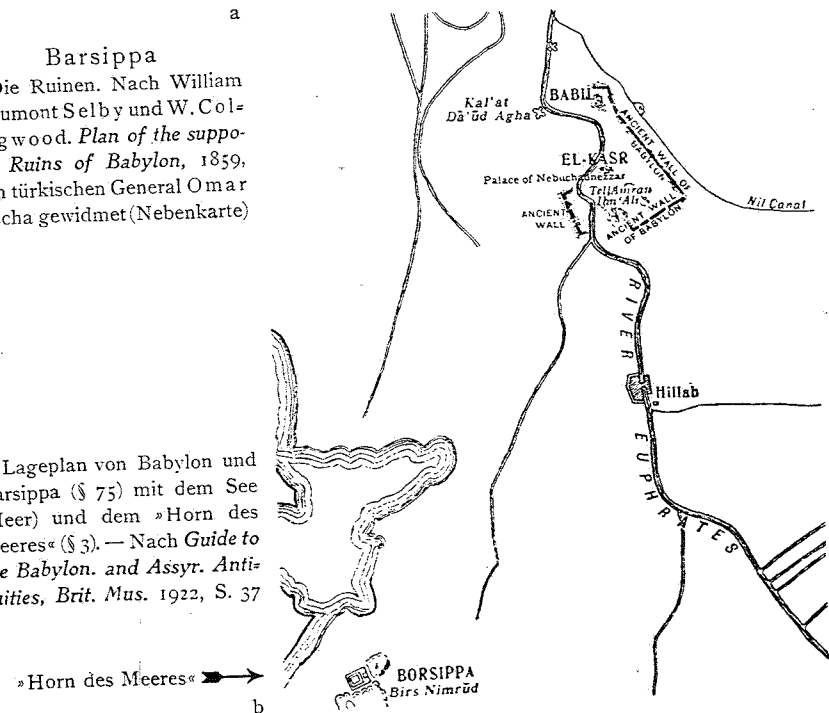 a
Barsippa
Die Ruinen. Nach William
umont Selby und W. Col=
gwood. Plan of the suppo-
Ruins of Babylon, 1859,
n türkischen General Omar
cha gewidmet (Nebenkarte)
Lageplan von Babylon und
arsippa (§ 75) mit dem See
Meer) und dem »Horn des
eeres« (§ 3). — Nach Guide to
e Babylon. and Assyr. Anti=
uities, Brit. Mus. 1922, S. 37
»Horn des Meeres«
b
BABIL
Kal'at
Da'ūd Agha
ANCIENT WALL OF
BABYLON
EL-KASR
Palace of Nebuchadnezzar
Tell Amran
Ibn 'Ali
ANCIENT
WALL
ANCIENT WALL
OF BABYLON
Nil Canal
RIVER
Hillah
EUPHRATES
BORSIPPA
Birs Nimrūd